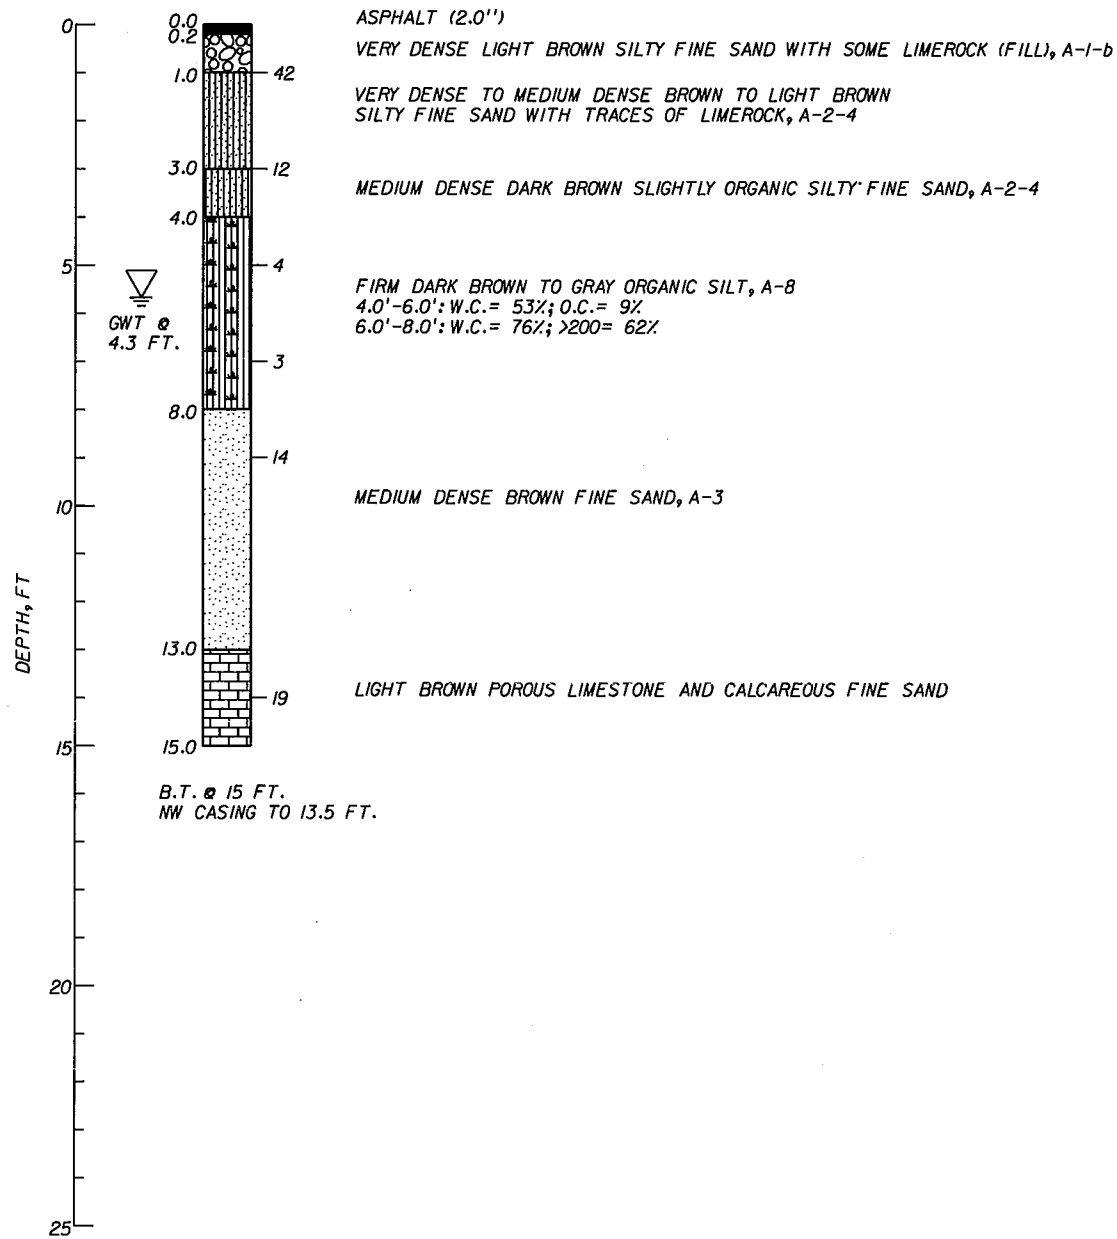 0
0.0
ASPHALT (2.0'')
0.2
VERY DENSE LIGHT BROWN SILTY FINE SAND WITH SOME LIMEROCK (FILL), A-1-b
1.0
42
VERY DENSE TO MEDIUM DENSE BROWN TO LIGHT BROWN
SILTY FINE SAND WITH TRACES OF LIMEROCK, A-2-4
3.0
12
MEDIUM DENSE DARK BROWN SLIGHTLY ORGANIC SILTY FINE SAND, A-2-4
4.0
5
4
FIRM DARK BROWN TO GRAY ORGANIC SILT, A-8
4.0'-6.0': W.C.= 53%; O.C.= 9%
6.0'-8.0': W.C.= 76%; >200= 62%
GWT @
4.3 FT.
3
8.0
14
10
MEDIUM DENSE BROWN FINE SAND, A-3
DEPTH, FT
13.0
19
LIGHT BROWN POROUS LIMESTONE AND CALCAREOUS FINE SAND
15
15.0
B.T. @ 15 FT.
NW CASING TO 13.5 FT.
20
25